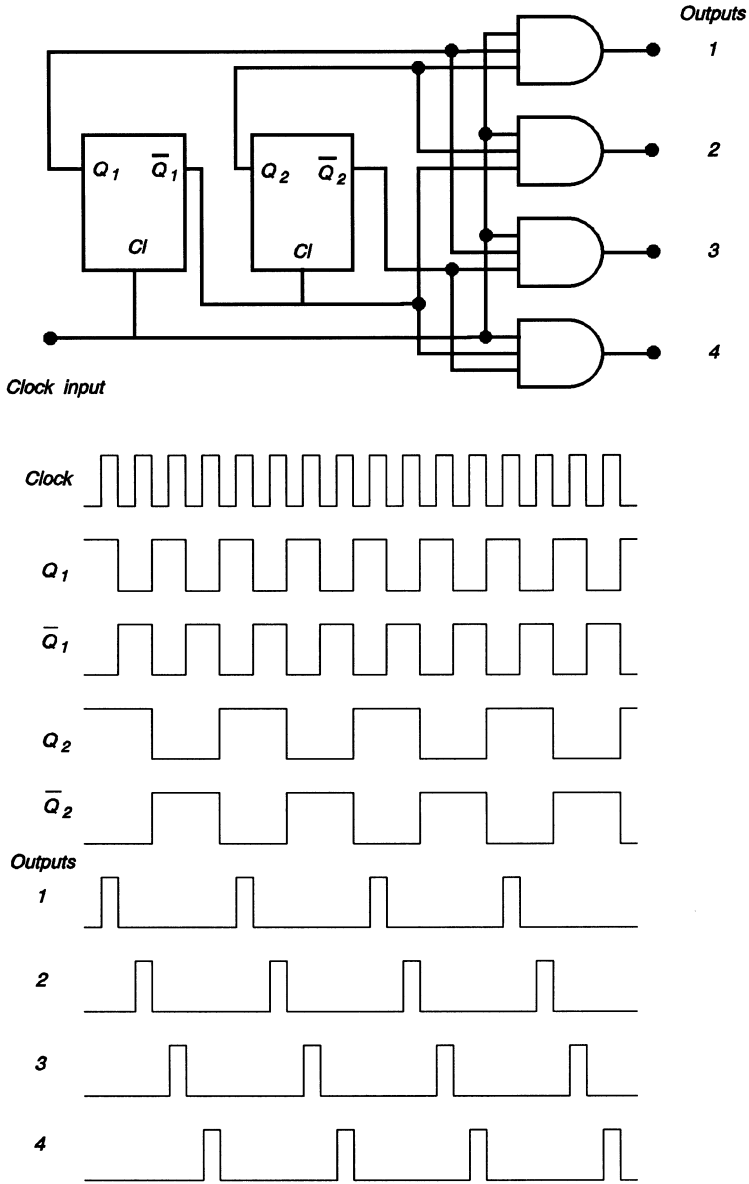 Outputs
1
2
3
4
Q1 Q̅1
Cl
Q2 Q̅2
Cl
Clock input
Clock
Q1
Q̅1
Q2
Q̅2
Outputs
1
2
3
4